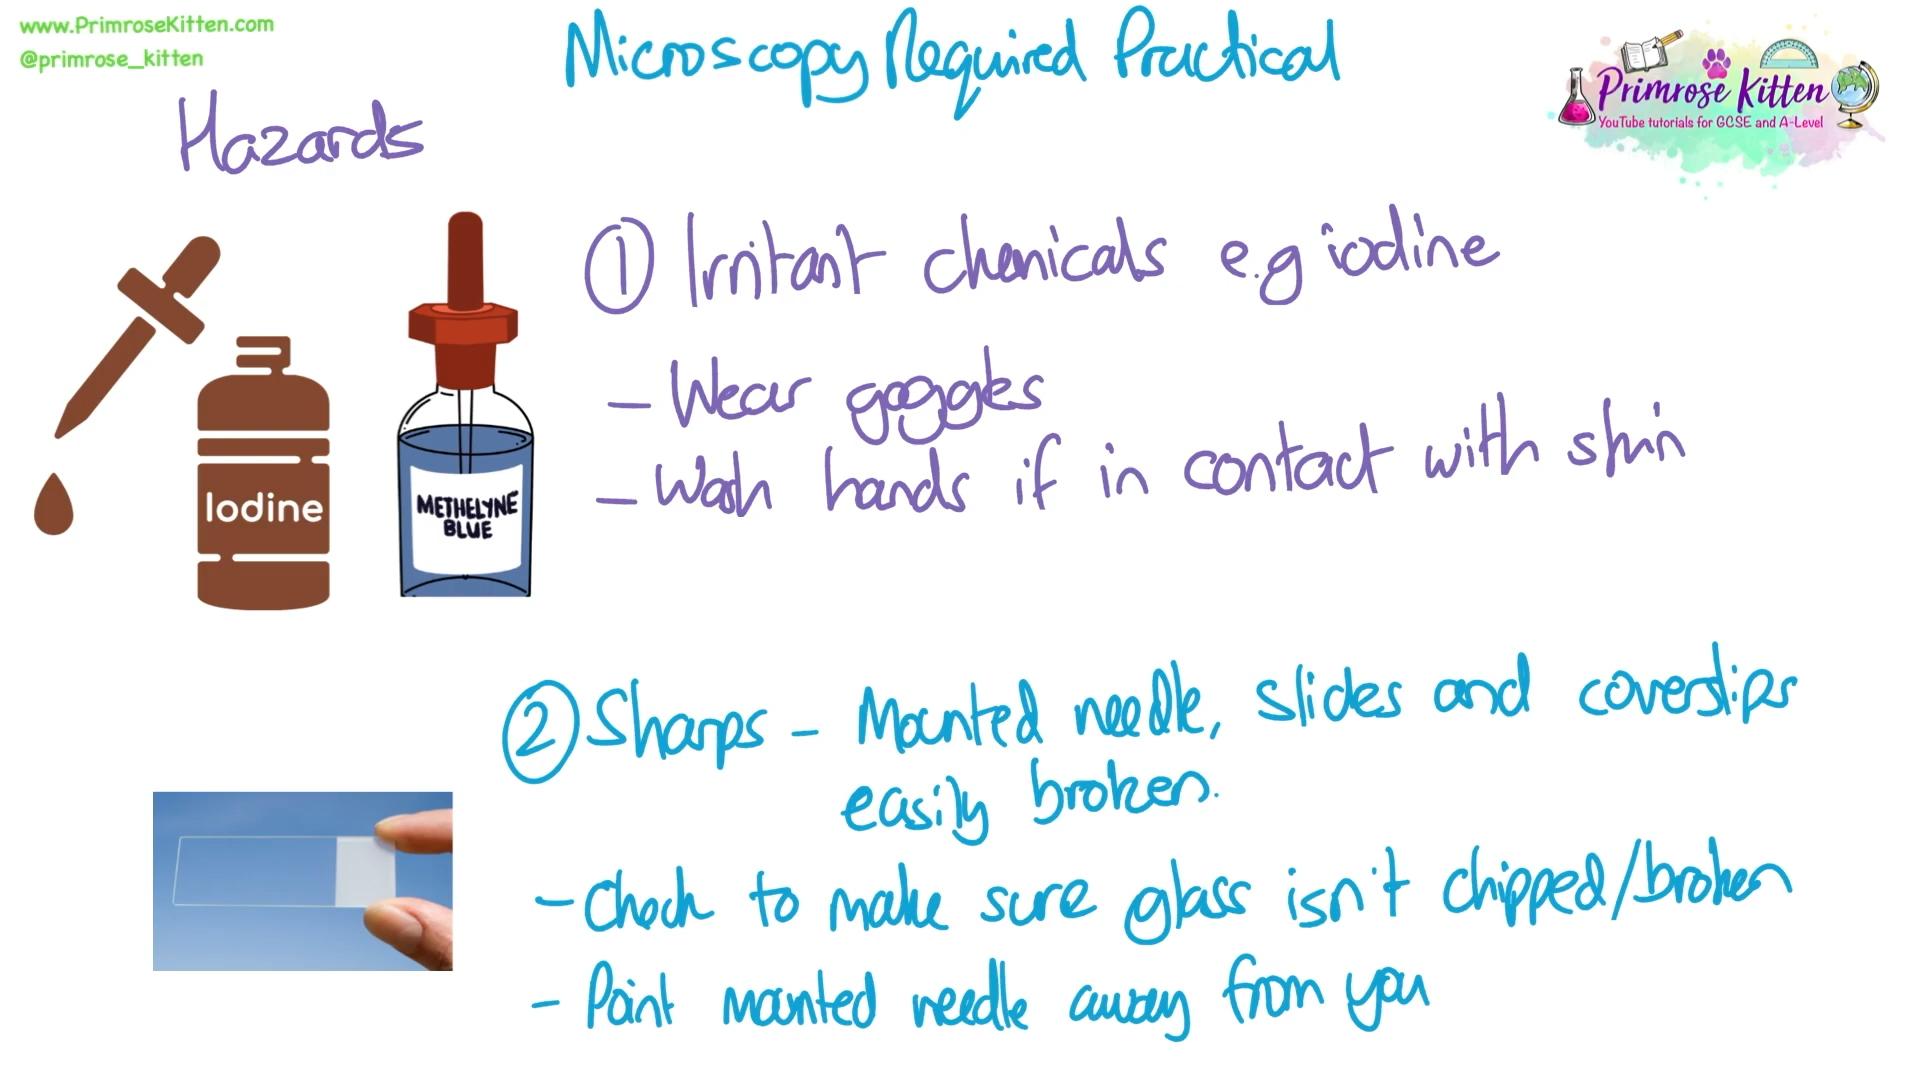 www.PrimroseKitten.com
@primrose_kitten
Microscopy Required Practical
Primrose Kitten
YouTube tutorials for GCSE and A-Level
Hazards
① Irritant chemicals e.g iodine
- Wear goggles
- Wash hands if in contact with skin
Iodine
METHELYNE
BLUE
② Sharps - Mounted needle, slides and coverslips
easily broken.
- Check to make sure glass isn't chipped/broken
- Point mounted needle away from you